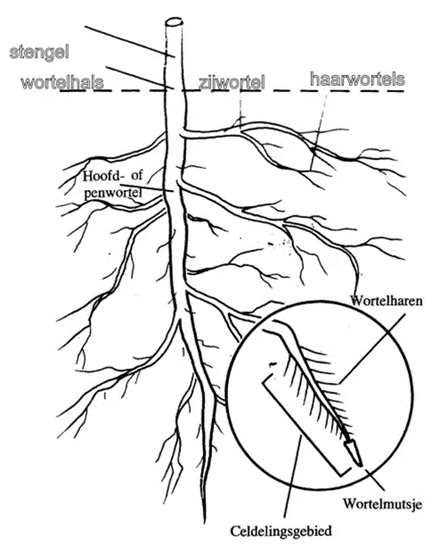 stengel
wortelhals
zijwortel
haarwortels
Hoofd- of
penwortel
Wortelharen
Wortelmutsje
Celdelingsgebied